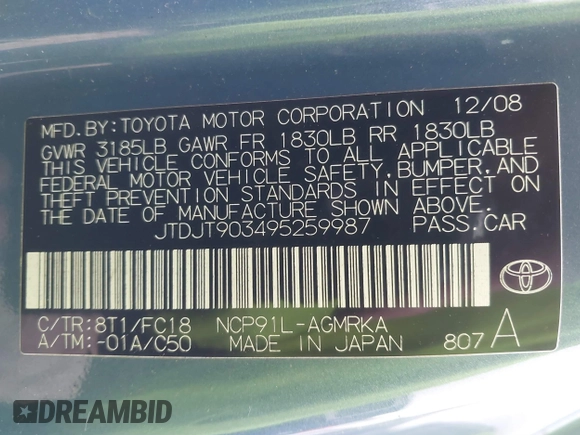 MFD.BY:TOYOTA MOTOR CORPORATION 12/08
GVWR 3185LB GAWR FR 1830LB RR 1830LB
THIS VEHICLE CONFORMS TO ALL APPLICABLE
FEDERAL MOTOR VEHICLE SAFETY,BUMPER,AND
THEFT PREVENTION STANDARDS IN EFFECT ON
THE DATE OF MANUFACTURE SHOWN ABOVE.
JTDJT903495259987 PASS.CAR
C/TR:8T1/FC18 NCP91L-AGMRKA
A/TM:-01A/C50 MADE IN JAPAN 807A
DREAMBID